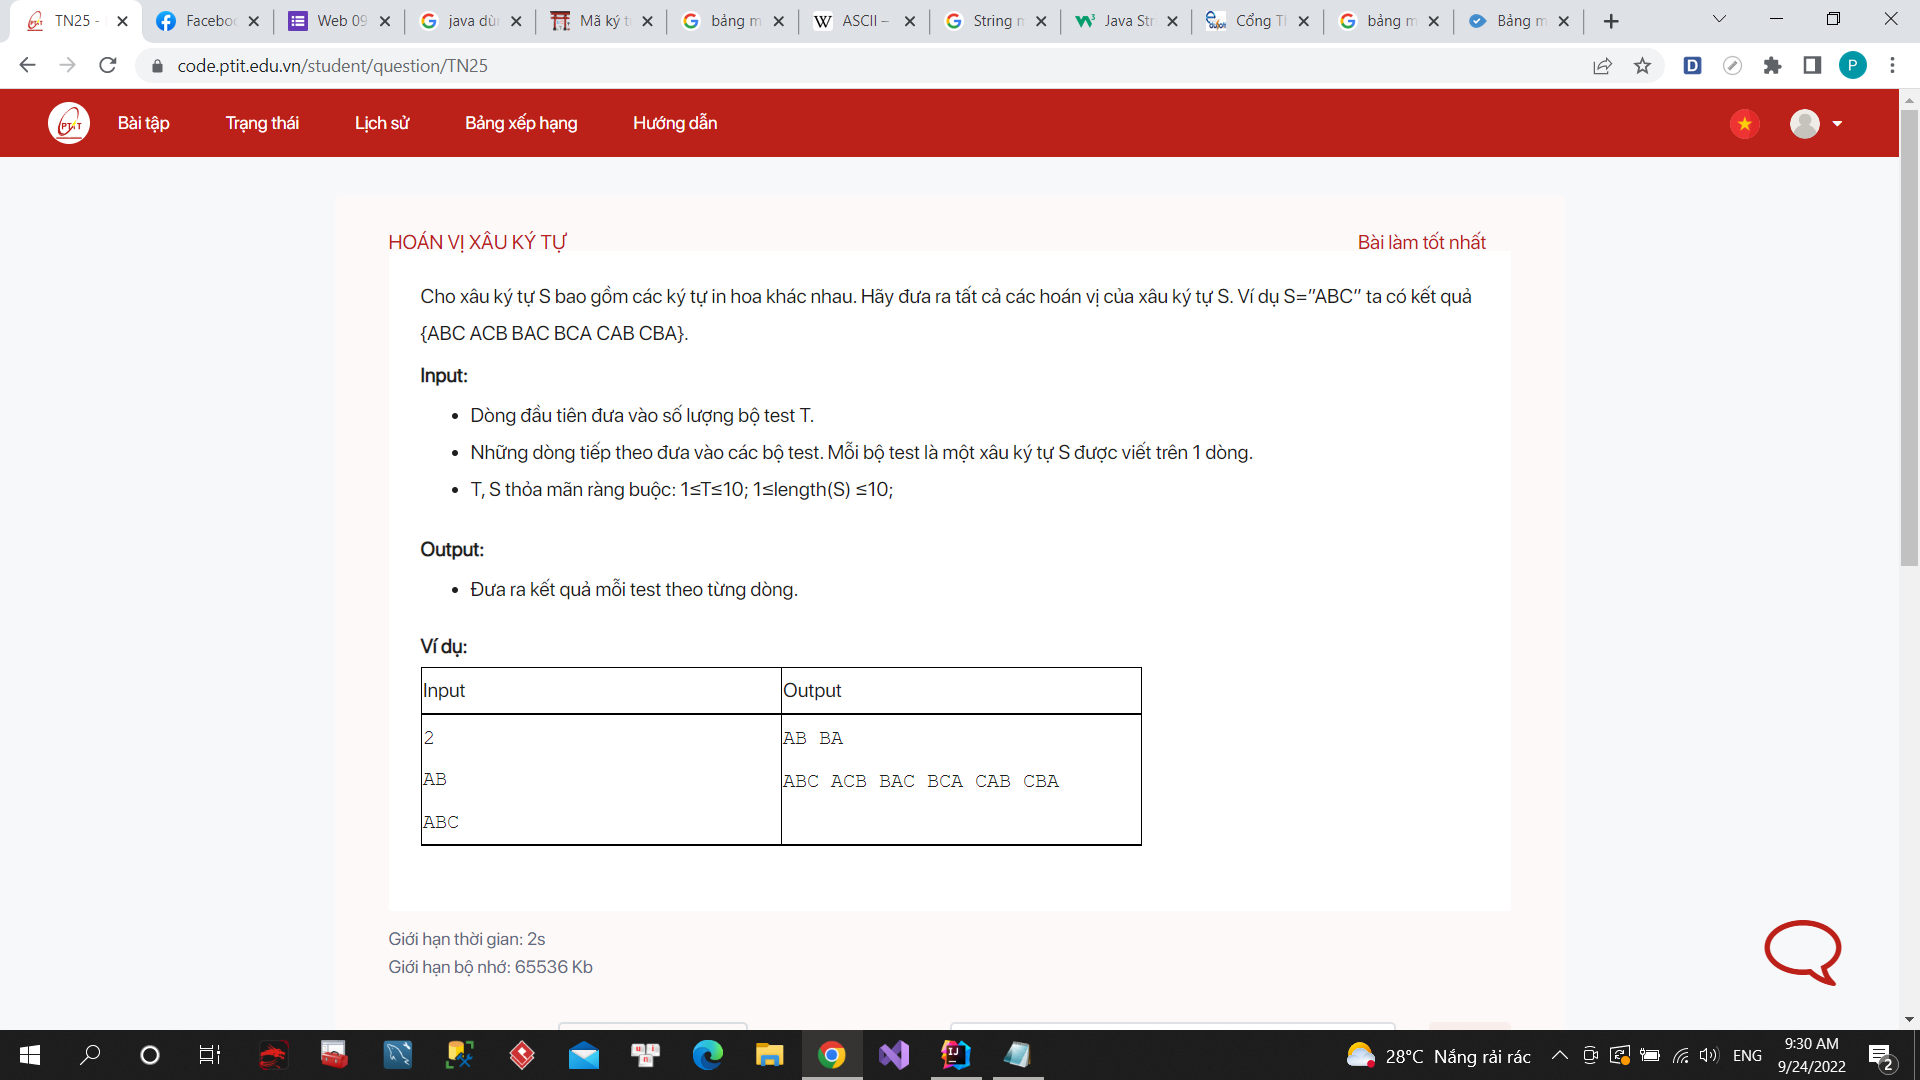 TN25 -
Faceboo
Web 09
java dùn
Mã ký tự
bảng m
ASCII –
String m
Java Str
Cổng Th
bảng m
Bảng m
code.ptit.edu.vn/student/question/TN25
D
P
PTIT
Bài tập
Trạng thái
Lịch sử
Bảng xếp hạng
Hướng dẫn
HOÁN VỊ XÂU KÝ TỰ
Bài làm tốt nhất
Cho xâu ký tự S bao gồm các ký tự in hoa khác nhau. Hãy đưa ra tất cả các hoán vị của xâu ký tự S. Ví dụ S=”ABC” ta có kết quả
{ABC ACB BAC BCA CAB CBA}.
Input:
• Dòng đầu tiên đưa vào số lượng bộ test T.
• Những dòng tiếp theo đưa vào các bộ test. Mỗi bộ test là một xâu ký tự S được viết trên 1 dòng.
• T, S thỏa mãn ràng buộc: 1≤T≤10; 1≤length(S) ≤10;
Output:
• Đưa ra kết quả mỗi test theo từng dòng.
Ví dụ:
Input
Output
2
AB BA
AB
ABC ACB BAC BCA CAB CBA
ABC
Giới hạn thời gian: 2s
Giới hạn bộ nhớ: 65536 Kb
28°C Nắng rải rác
ENG
9:30 AM
9/24/2022
2